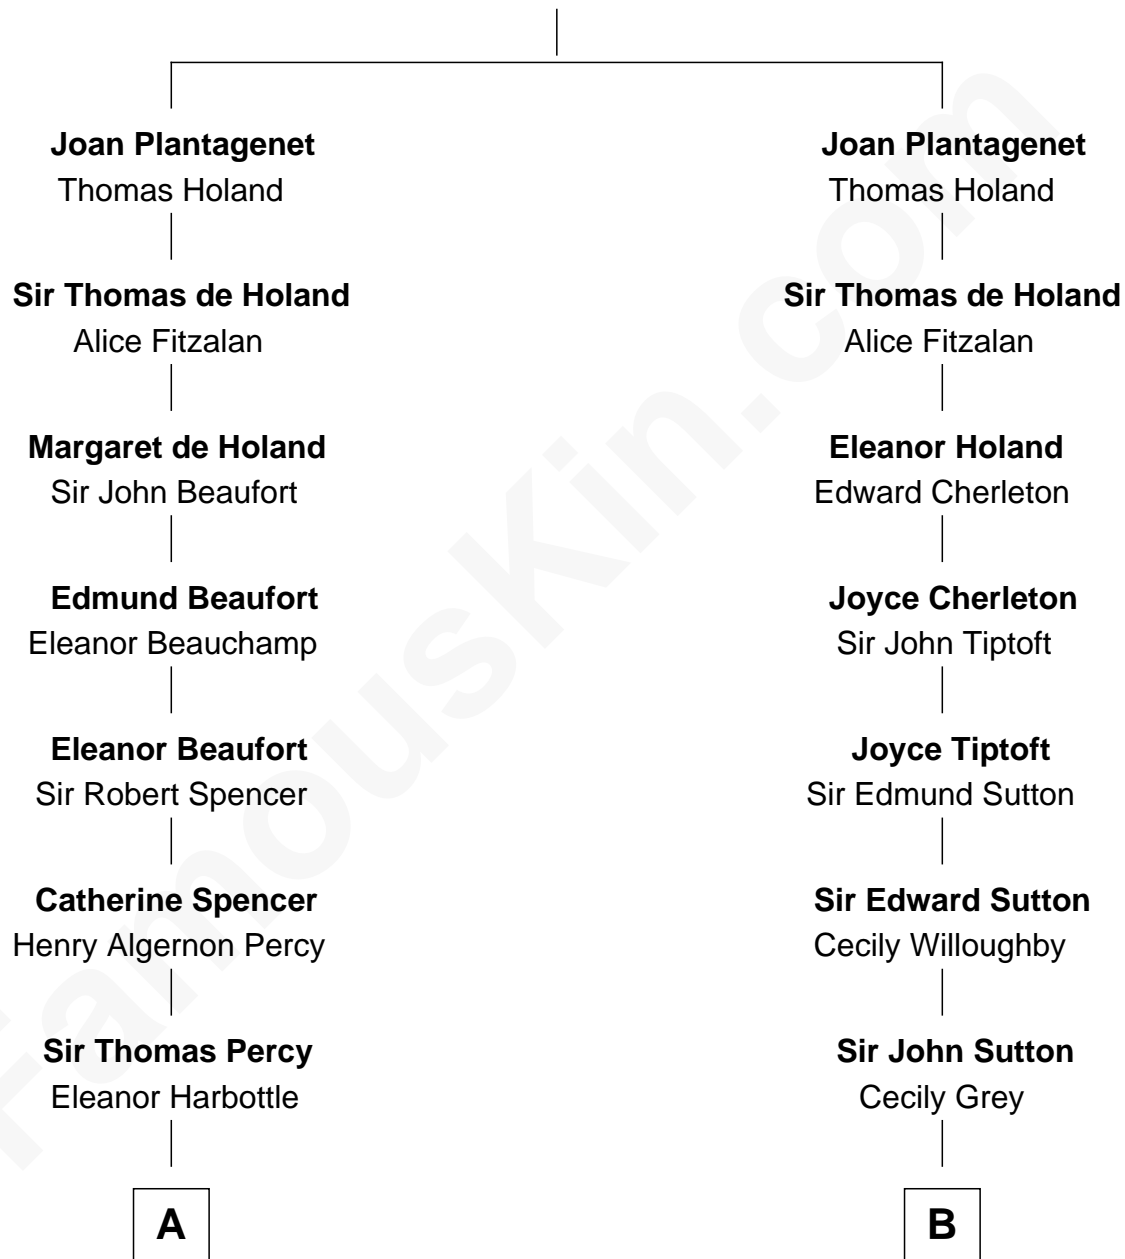 Joan Plantagenet
Thomas Holand
Sir Thomas de Holand
Alice Fitzalan
Margaret de Holand
Sir John Beaufort
Edmund Beaufort
Eleanor Beauchamp
Eleanor Beaufort
Sir Robert Spencer
Catherine Spencer
Henry Algernon Percy
Sir Thomas Percy
Eleanor Harbottle
A
Joan Plantagenet
Thomas Holand
Sir Thomas de Holand
Alice Fitzalan
Eleanor Holand
Edward Cherleton
Joyce Cherleton
Sir John Tiptoft
Joyce Tiptoft
Sir Edmund Sutton
Sir Edward Sutton
Cecily Willoughby
Sir John Sutton
Cecily Grey
B
FamousKin.com